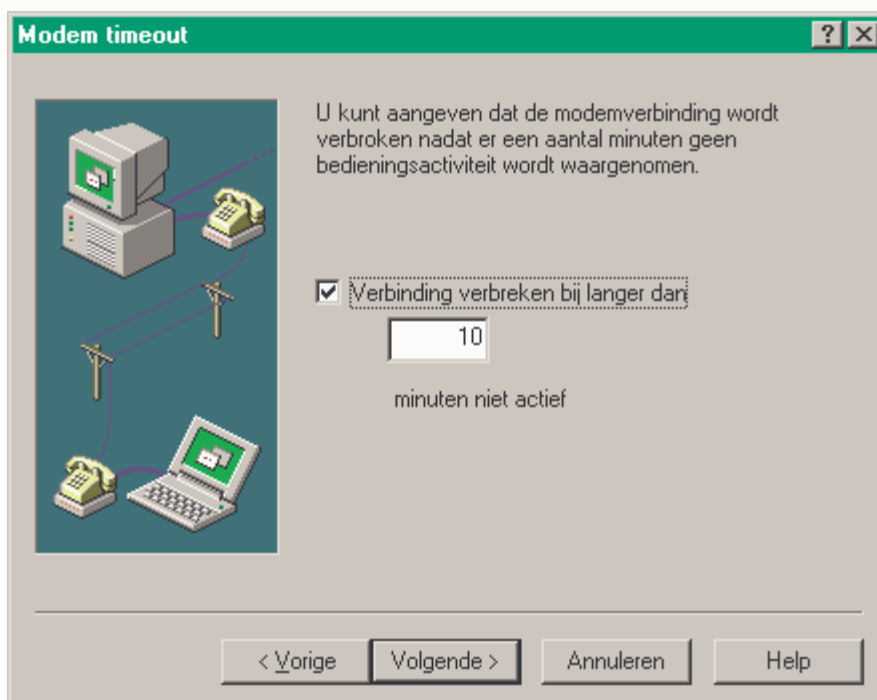 Modem timeout
U kunt aangeven dat de modemverbinding wordt
verbroken nadat er een aantal minuten geen
bedieningsactiviteit wordt waargenomen.
Verbinding verbreken bij langer dan
10
minuten niet actief
< Vorige
Volgende >
Annuleren
Help